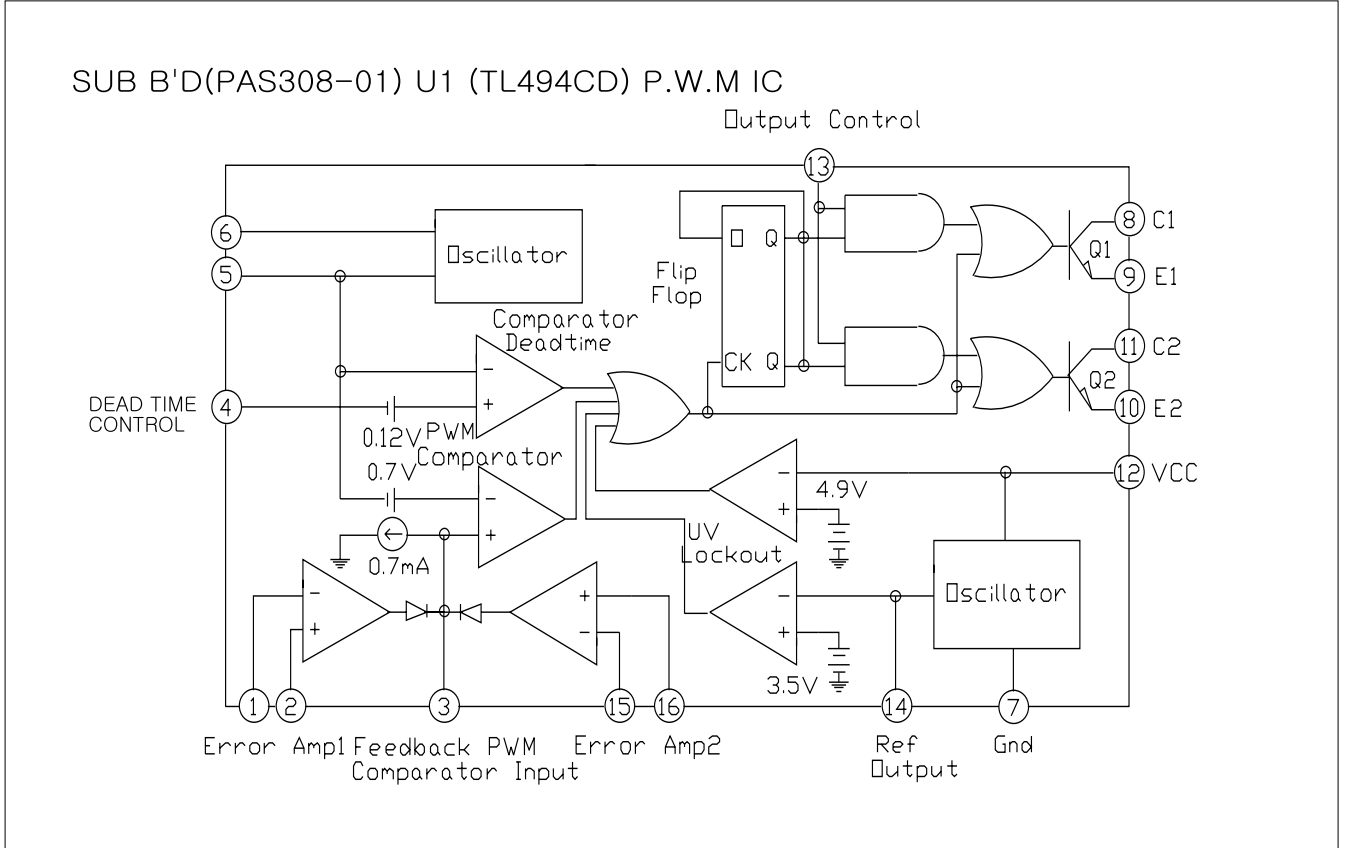 SUB B'D(PAS308-01) U1 (TL494CD) P.W.M IC
Output Control
13
6
5
Oscillator
Flip
Flop
D Q
CK Q
8 C1
Q1
9 E1
Comparator
Deadtime
-
+
11 C2
Q2
10 E2
DEAD TIME
CONTROL
4
0.12V
PWM
Comparator
0.7V
-
+
0.7mA
-
+
4.9V
12 VCC
UV
Lockout
-
+
+
-
-
+
3.5V
Oscillator
1
2
3
15
16
14
7
Error Amp1
Feedback PWM
Comparator Input
Error Amp2
Ref
Output
Gnd